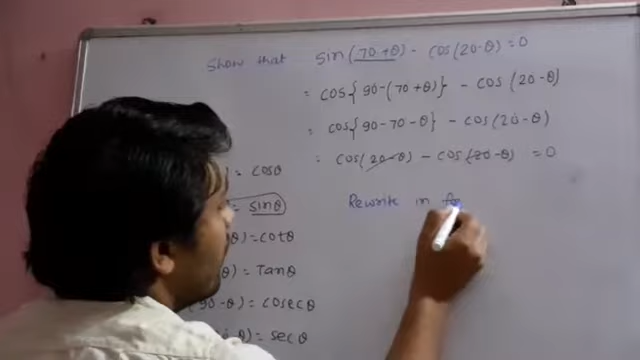 Show that sin(70+θ) - cos(20-θ) = 0
= cos{90-(70+θ)} - cos(20-θ)
= cos{90-70-θ} - cos(20-θ)
= cos(20-θ) - cos(20-θ) = 0
) = cosθ
= sinθ
Rewrite in
θ) = cotθ
θ) = Tanθ
(90-θ) = cosecθ
θ) = secθ